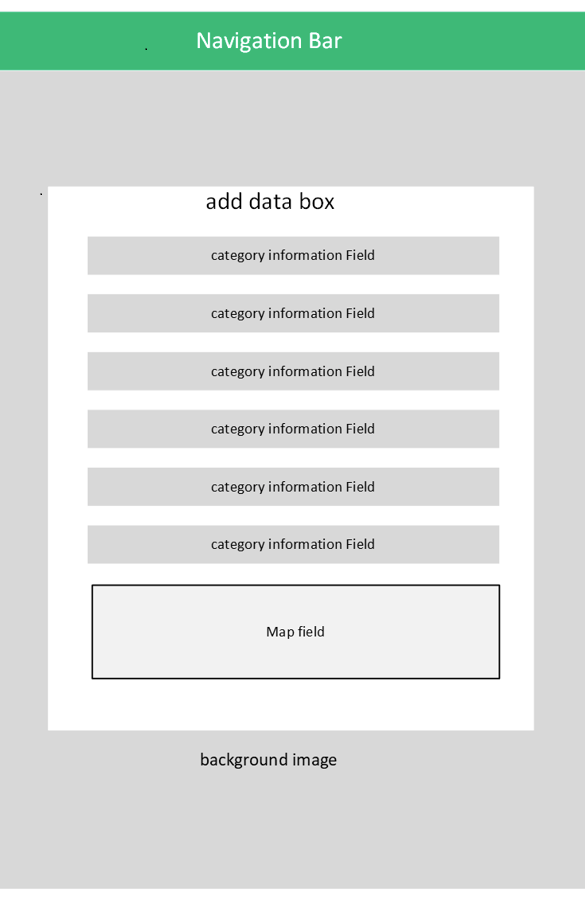 Navigation Bar
add data box
category information Field
category information Field
category information Field
category information Field
category information Field
category information Field
Map field
background image